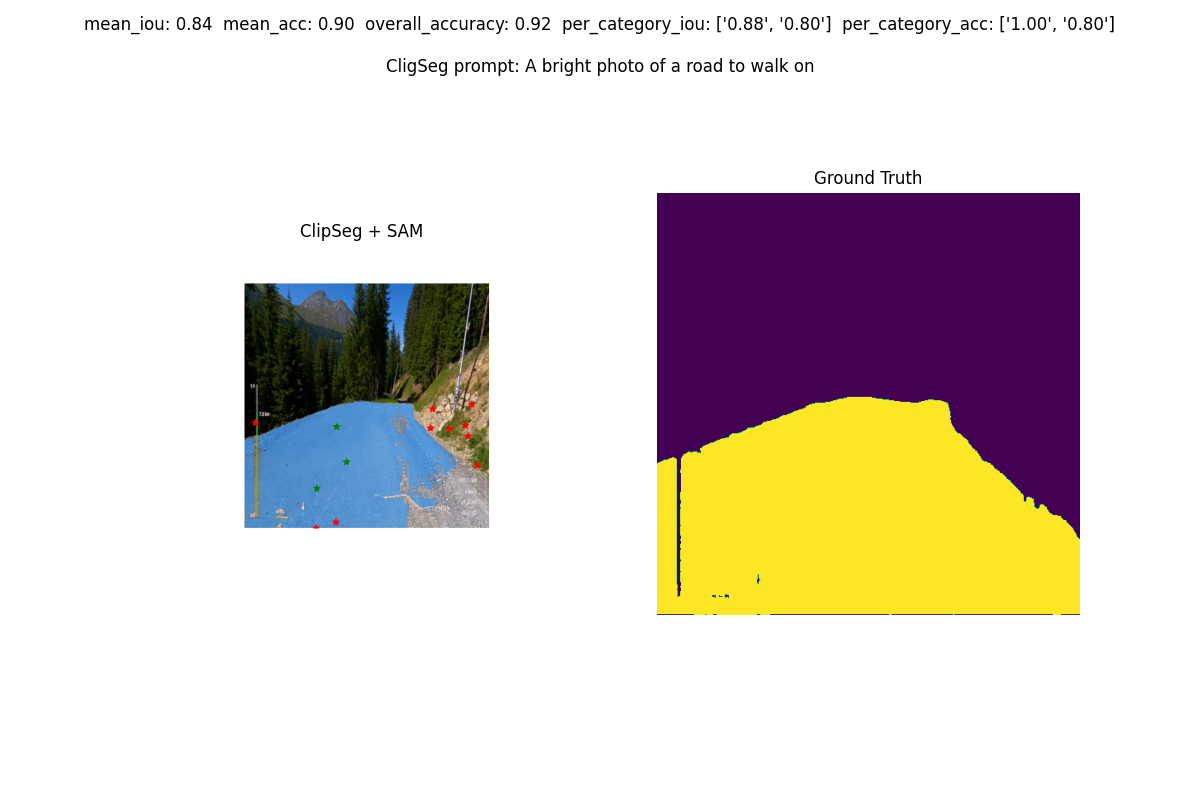 mean_iou: 0.84  mean_acc: 0.90  overall_accuracy: 0.92  per_category_iou: ['0.88', '0.80']  per_category_acc: ['1.00', '0.80']
CligSeg prompt: A bright photo of a road to walk on
Ground Truth
ClipSeg + SAM